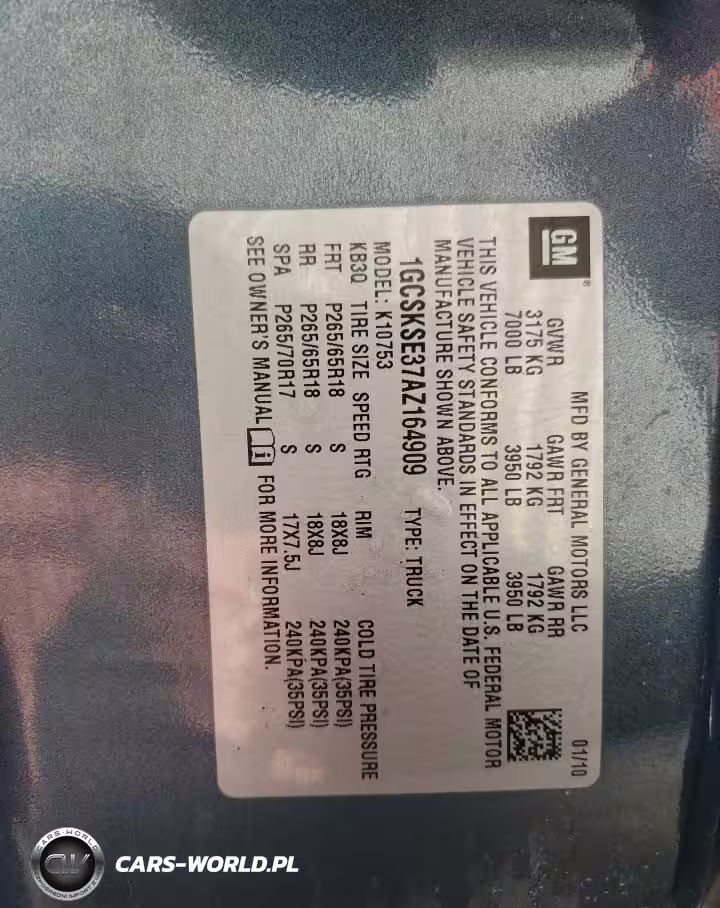 GM®
MFD BY GENERAL MOTORS LLC 01/10
GVWR GAWR FRT GAWR RR
3175 KG 1792 KG 1792 KG
7000 LB 3950 LB 3950 LB
THIS VEHICLE CONFORMS TO ALL APPLICABLE U.S. FEDERAL MOTOR
VEHICLE SAFETY STANDARDS IN EFFECT ON THE DATE OF
MANUFACTURE SHOWN ABOVE.
1GCSKSE37AZ164909 TYPE: TRUCK
MODEL: K10753
KB3Q TIRE SIZE SPEED RTG RIM COLD TIRE PRESSURE
FRT P265/65R18 S 18X8J 240KPA(35PSI)
RR P265/65R18 S 18X8J 240KPA(35PSI)
SPA P265/70R17 S 17X7.5J 240KPA(35PSI)
SEE OWNER'S MANUAL FOR MORE INFORMATION.
CARS-WORLD
CW
CARS-WORLD.PL